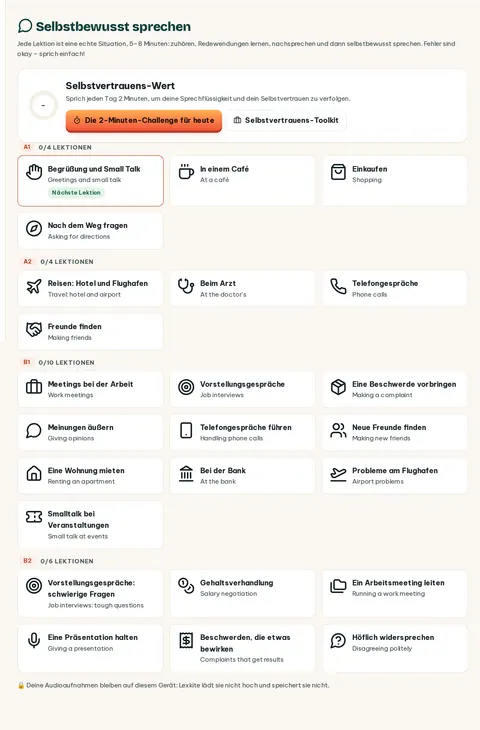 Selbstbewusst sprechen
Jede Lektion ist eine echte Situation, 5–8 Minuten: zuhören, Redewendungen lernen, nachsprechen und dann selbstbewusst sprechen. Fehler sind
okay – sprich einfach!
Selbstvertrauens-Wert
Sprich jeden Tag 2 Minuten, um deine Sprechflüssigkeit und dein Selbstvertrauen zu verfolgen.
-
Die 2-Minuten-Challenge für heute
Selbstvertrauens-Toolkit
A1 0/4 LEKTIONEN
Begrüßung und Small Talk
Greetings and small talk
Nächste Lektion
In einem Café
At a café
Einkaufen
Shopping
Nach dem Weg fragen
Asking for directions
A2 0/4 LEKTIONEN
Reisen: Hotel und Flughafen
Travel: hotel and airport
Beim Arzt
At the doctor's
Telefongespräche
Phone calls
Freunde finden
Making friends
B1 0/10 LEKTIONEN
Meetings bei der Arbeit
Work meetings
Vorstellungsgespräche
Job interviews
Eine Beschwerde vorbringen
Making a complaint
Meinungen äußern
Giving opinions
Telefongespräche führen
Handling phone calls
Neue Freunde finden
Making new friends
Eine Wohnung mieten
Renting an apartment
Bei der Bank
At the bank
Probleme am Flughafen
Airport problems
Smalltalk bei
Veranstaltungen
Small talk at events
B2 0/6 LEKTIONEN
Vorstellungsgespräche:
schwierige Fragen
Job interviews: tough questions
Gehaltsverhandlung
Salary negotiation
Ein Arbeitsmeeting leiten
Running a work meeting
Eine Präsentation halten
Giving a presentation
Beschwerden, die etwas
bewirken
Complaints that get results
Höflich widersprechen
Disagreeing politely
🔒 Deine Audioaufnahmen bleiben auf diesem Gerät; Lexkite lädt sie nicht hoch und speichert sie nicht.